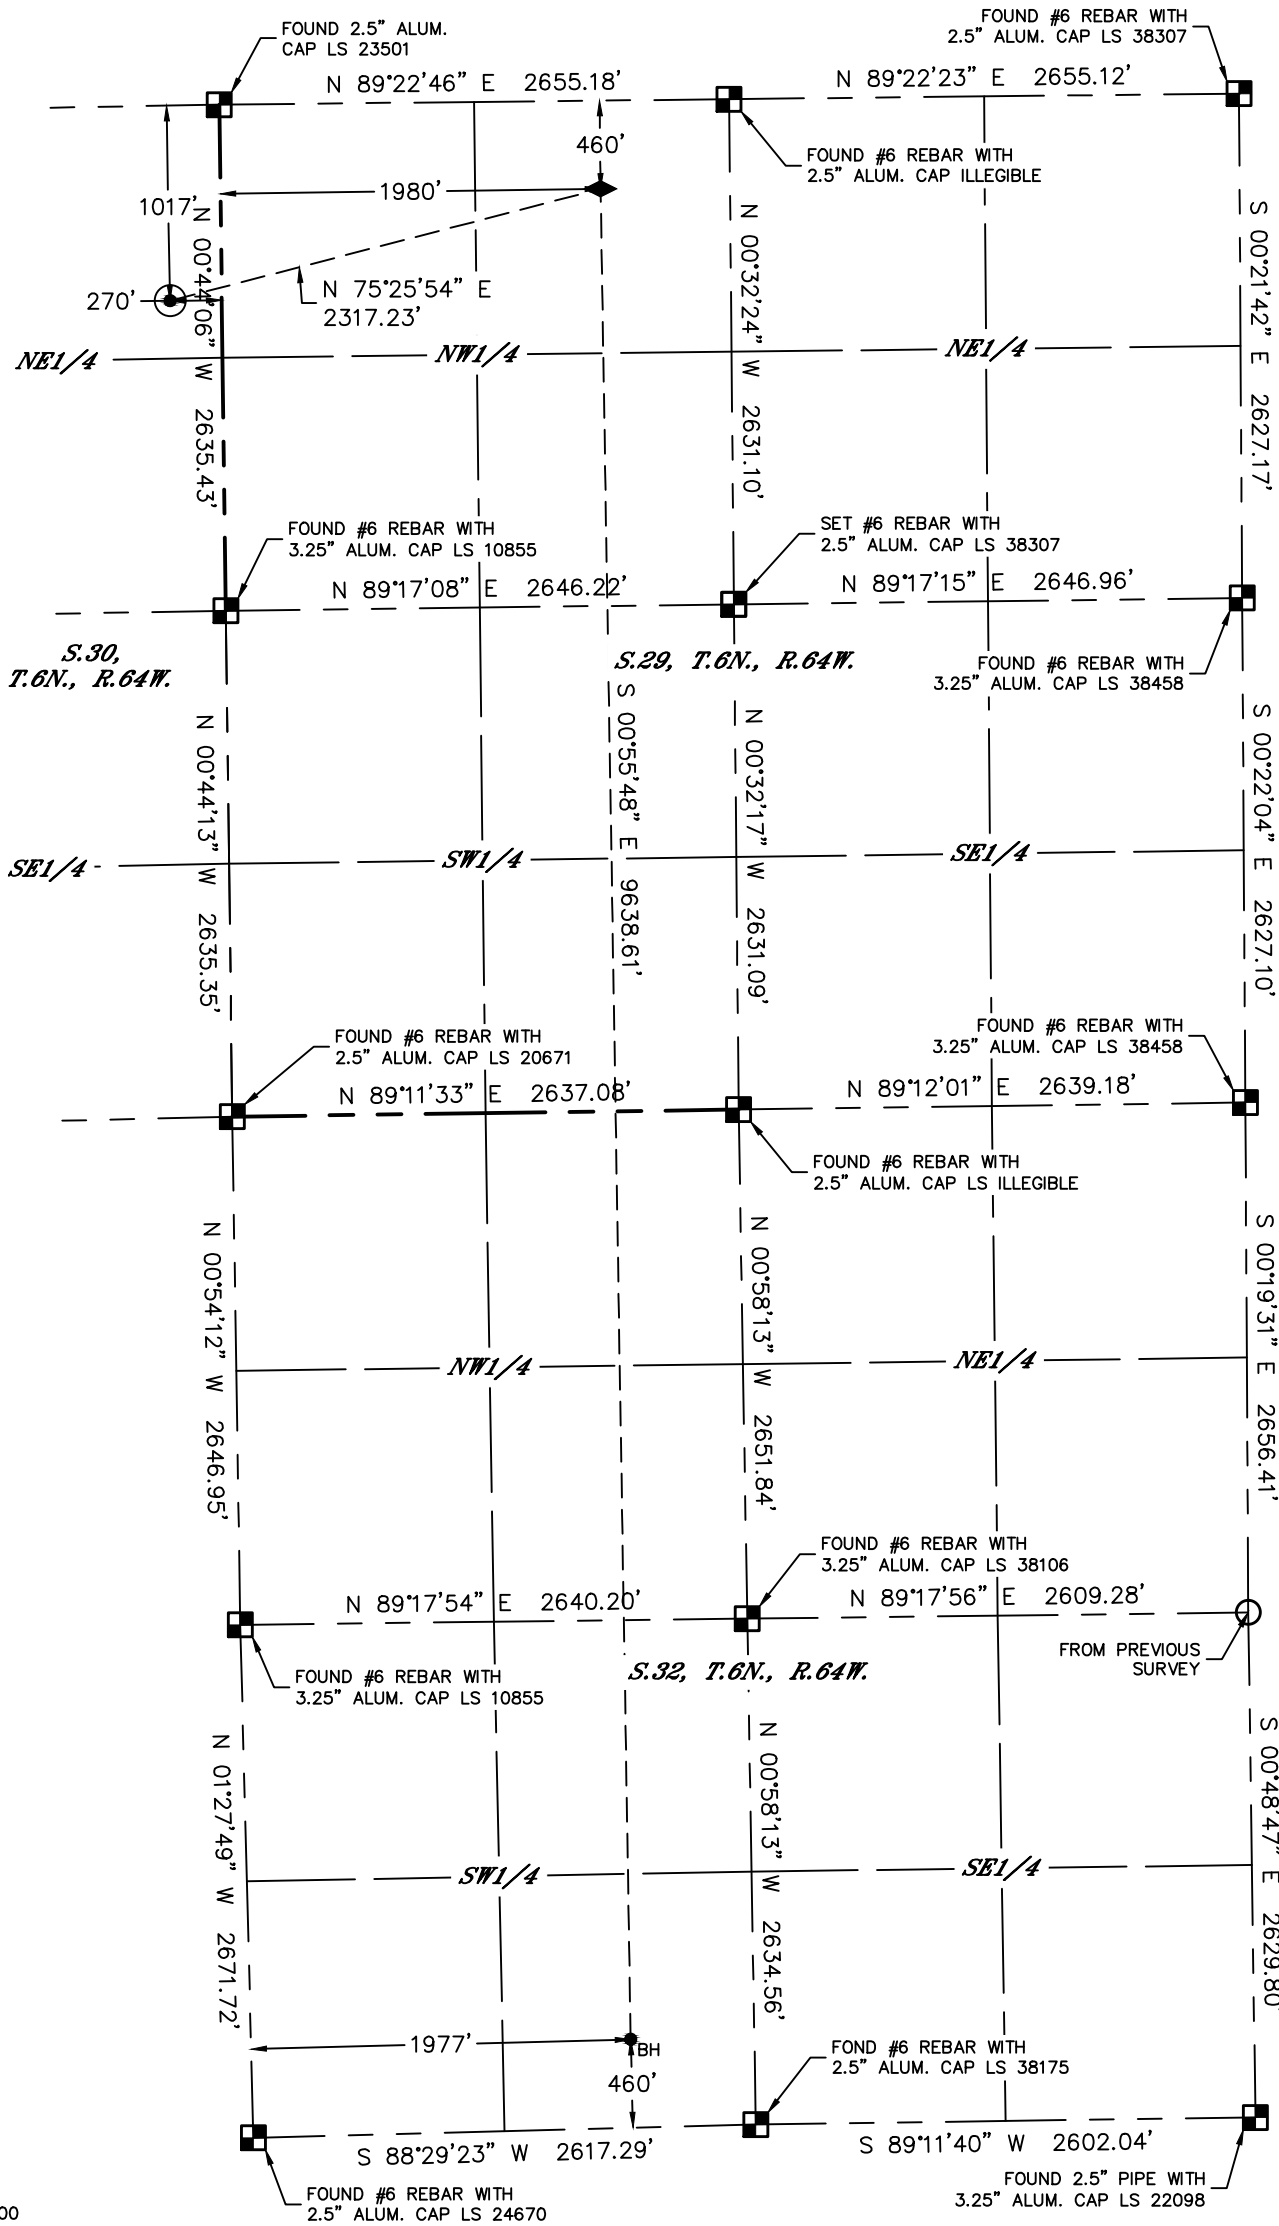 FOUND 2.5" ALUM.
CAP LS 23501
FOUND #6 REBAR WITH
2.5" ALUM. CAP LS 38307
N 89°22'46" E 2655.18'
N 89°22'23" E 2655.12'
460'
FOUND #6 REBAR WITH
2.5" ALUM. CAP ILLEGIBLE
1980'
1017'
N 00°44'06" W 2635.43'
N 00°32'24" W 2631.10'
S 00°21'42" E 2627.17'
270'
N 75°25'54" E
2317.23'
NE1/4
NW1/4
NE1/4
FOUND #6 REBAR WITH
3.25" ALUM. CAP LS 10855
SET #6 REBAR WITH
2.5" ALUM. CAP LS 38307
N 89°17'08" E 2646.22'
N 89°17'15" E 2646.96'
S.30,
T.6N., R.64W.
S.29, T.6N., R.64W.
FOUND #6 REBAR WITH
3.25" ALUM. CAP LS 38458
N 00°44'13" W 2635.35'
S 00°55'48" E 9638.61'
N 00°32'17" W 2631.09'
S 00°22'04" E 2627.10'
SE1/4
SW1/4
SE1/4
FOUND #6 REBAR WITH
2.5" ALUM. CAP LS 20671
FOUND #6 REBAR WITH
3.25" ALUM. CAP LS 38458
N 89°11'33" E 2637.08'
N 89°12'01" E 2639.18'
FOUND #6 REBAR WITH
2.5" ALUM. CAP LS ILLEGIBLE
N 00°54'12" W 2646.95'
N 00°58'13" W 2651.84'
S 00°19'31" E 2656.41'
NW1/4
NE1/4
FOUND #6 REBAR WITH
3.25" ALUM. CAP LS 38106
N 89°17'54" E 2640.20'
N 89°17'56" E 2609.28'
FROM PREVIOUS
SURVEY
S.32, T.6N., R.64W.
FOUND #6 REBAR WITH
3.25" ALUM. CAP LS 10855
N 01°27'49" W 2671.72'
N 00°58'13" W 2634.56'
S 00°48'47" E 2629.80'
SW1/4
SE1/4
1977'
BH
460'
FOND #6 REBAR WITH
2.5" ALUM. CAP LS 38175
S 88°29'23" W 2617.29'
S 89°11'40" W 2602.04'
FOUND #6 REBAR WITH
2.5" ALUM. CAP LS 24670
FOUND 2.5" PIPE WITH
3.25" ALUM. CAP LS 22098
00